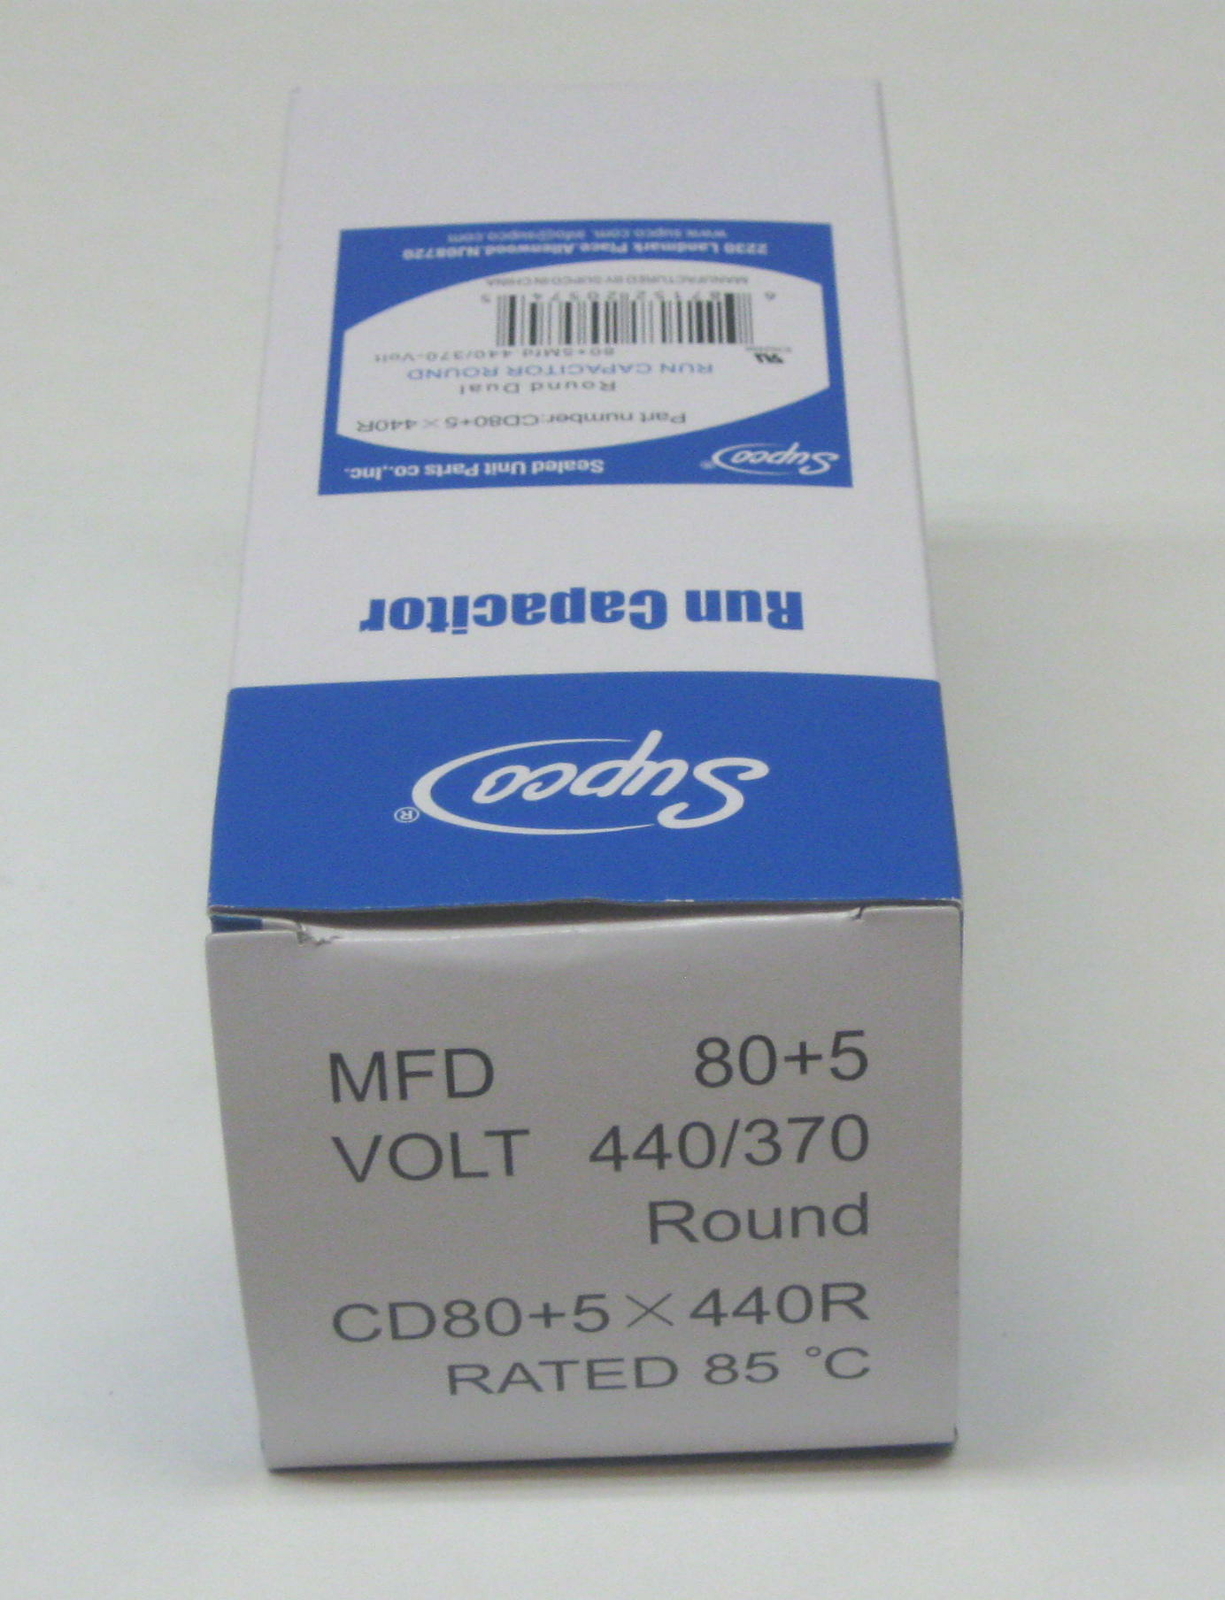 MFD 80+5
VOLT 440/370
Round
CD80+5×440R
RATED 85 °C
Supco®
Run Capacitor
Supco® Sealed Unit Parts co.,Inc.
Part number:CD80+5×440R
Round Dual
RUN CAPACITOR ROUND
80+5Mfd 440/370-Volt
MANUFACTURED BY SUPCO IN CHINA
2230 Landmark Place.Allenwood.NJ08720
www.supco.com. info@supco.com